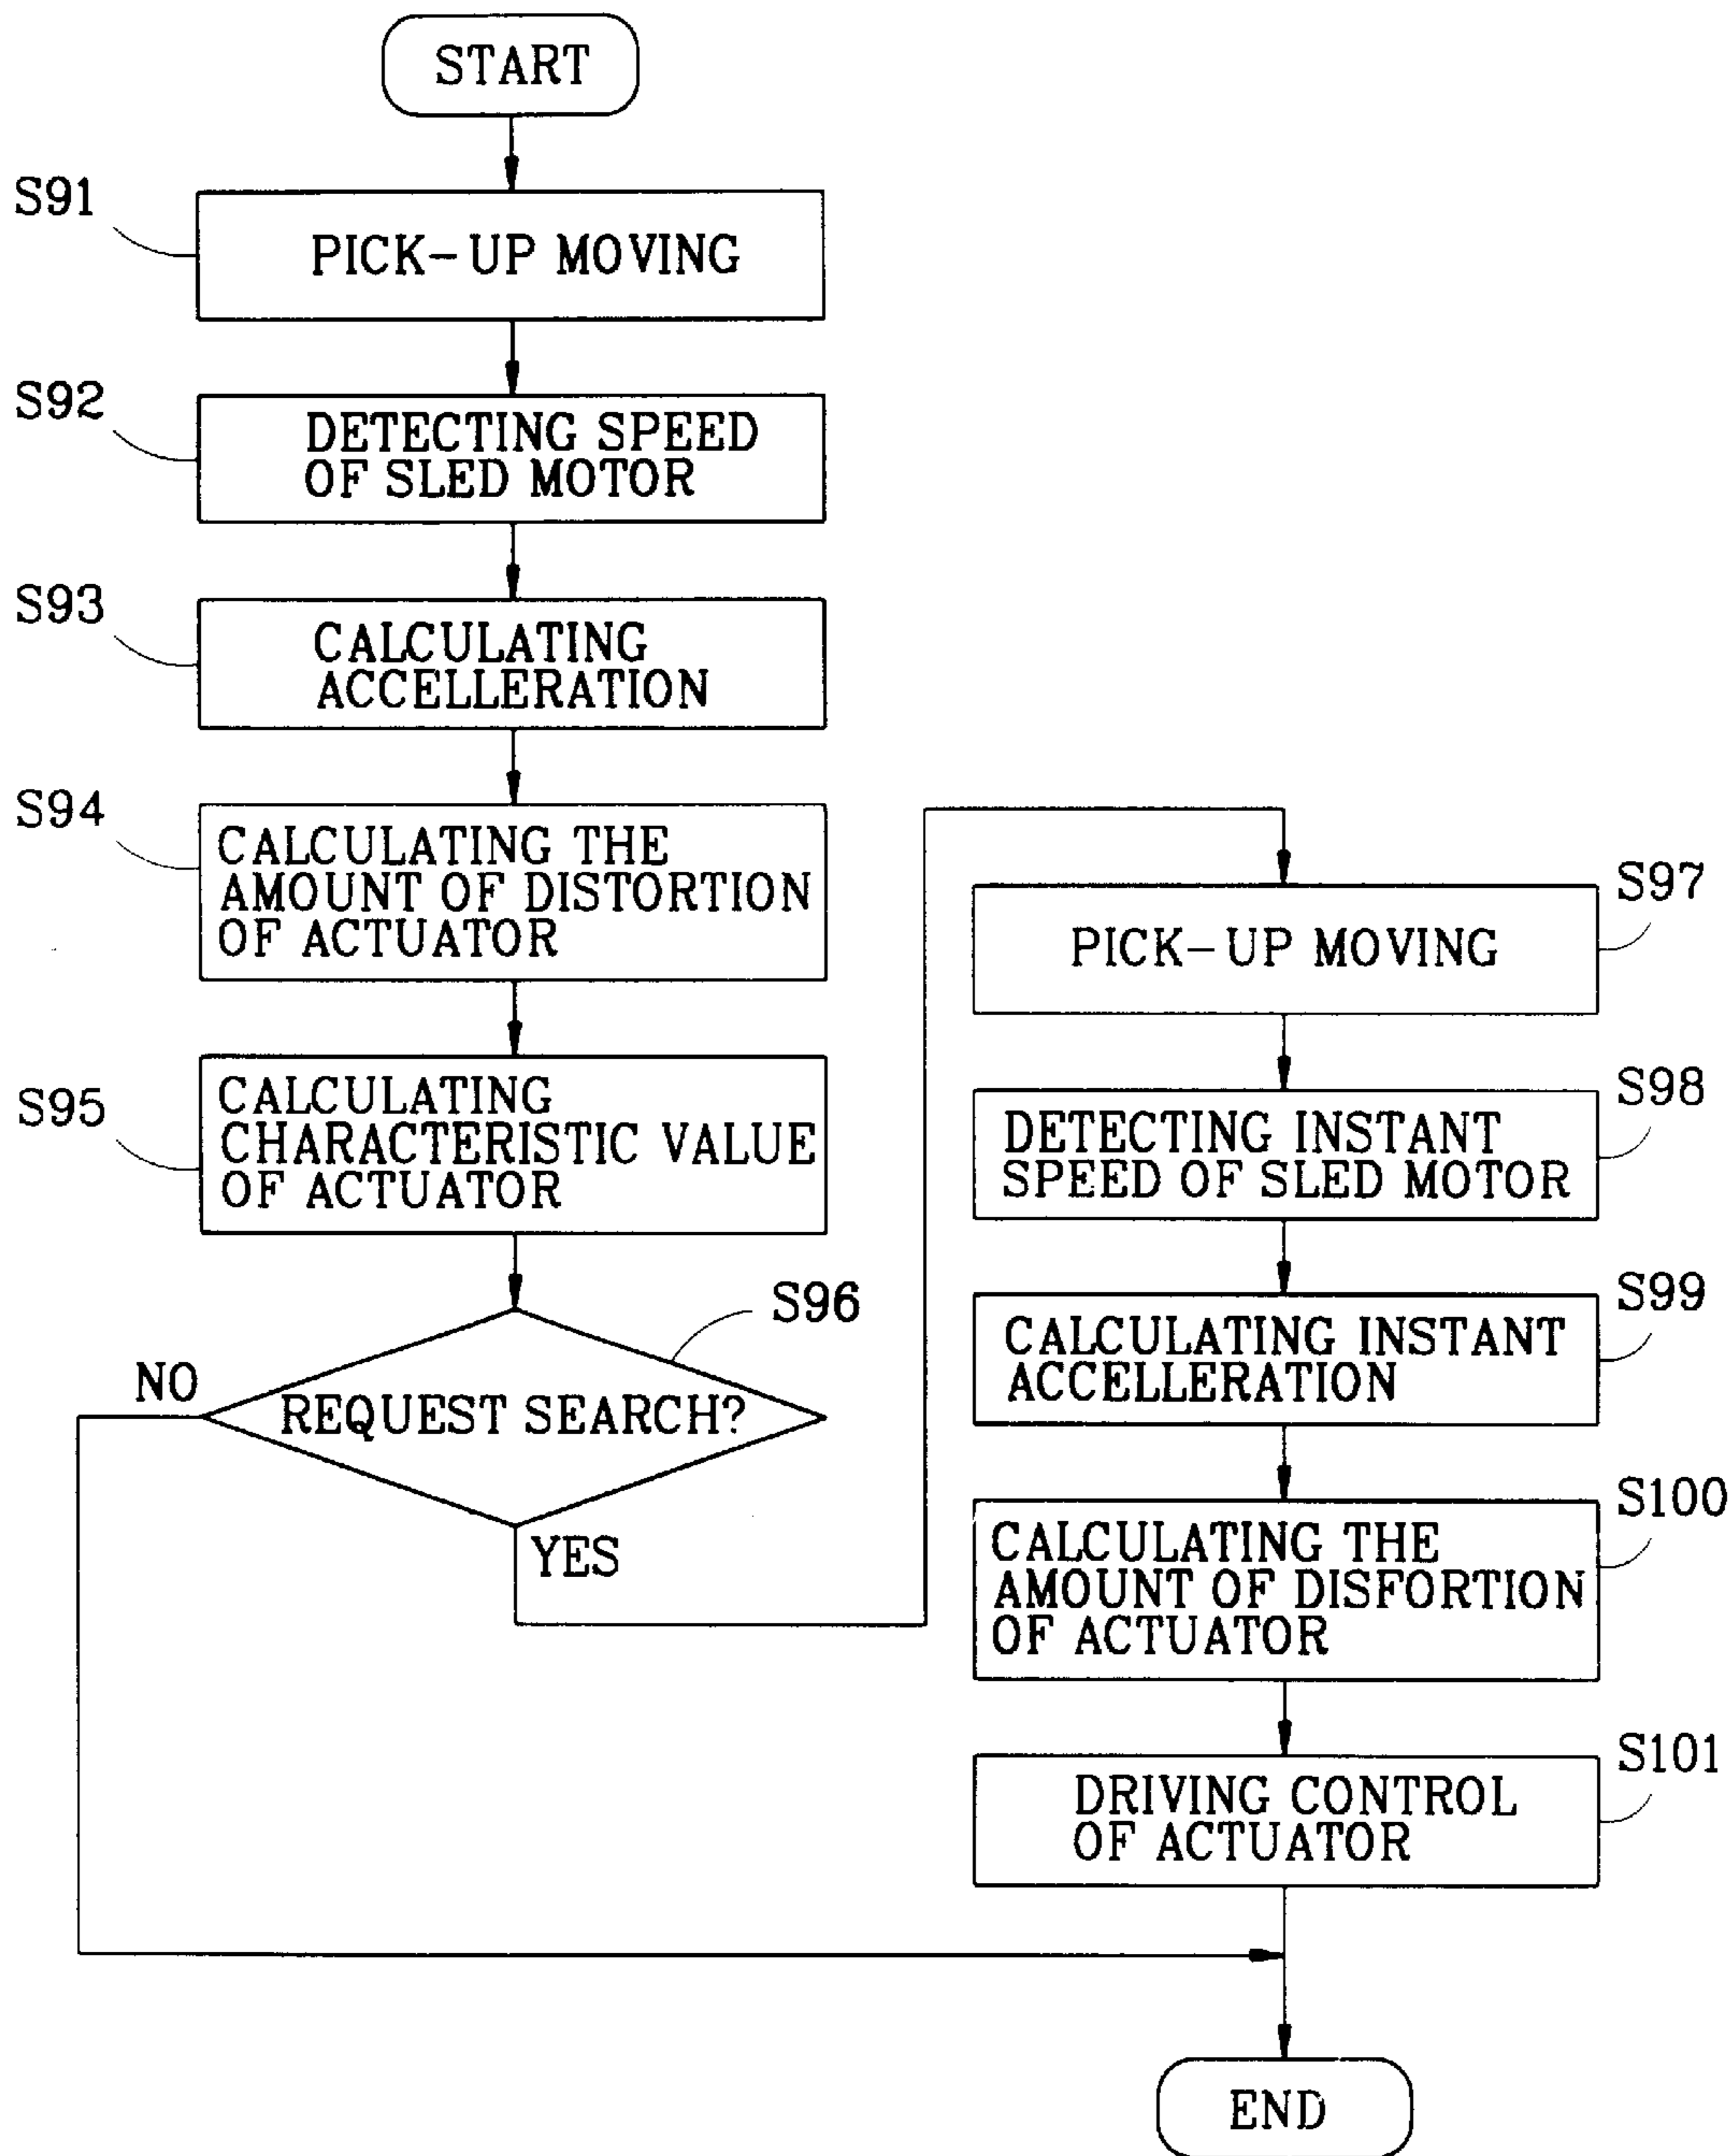 START
S91
PICK-UP MOVING
S92
DETECTING SPEED
OF SLED MOTOR
S93
CALCULATING
ACCELLERATION
S94
CALCULATING THE
AMOUNT OF DISTORTION
OF ACTUATOR
S95
CALCULATING
CHARACTERISTIC VALUE
OF ACTUATOR
S96
NO
REQUEST SEARCH?
YES
S97
PICK-UP MOVING
S98
DETECTING INSTANT
SPEED OF SLED MOTOR
S99
CALCULATING INSTANT
ACCELLERATION
S100
CALCULATING THE
AMOUNT OF DISFORTION
OF ACTUATOR
S101
DRIVING CONTROL
OF ACTUATOR
END